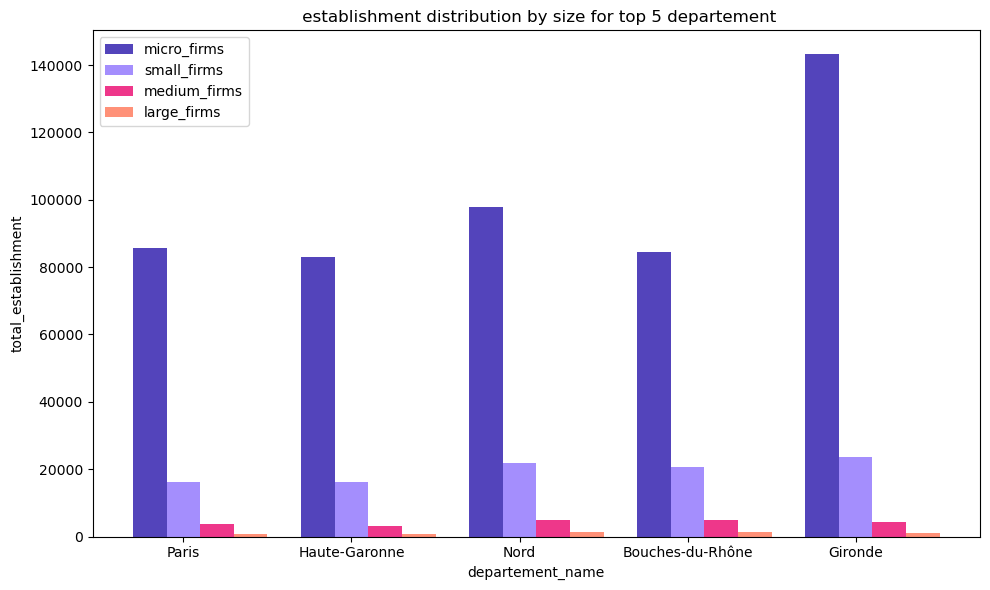 establishment distribution by size for top 5 departement
micro_firms
small_firms
medium_firms
large_firms
total_establishment
140000
120000
100000
80000
60000
40000
20000
0
Paris
Haute-Garonne
Nord
Bouches-du-Rhône
Gironde
departement_name